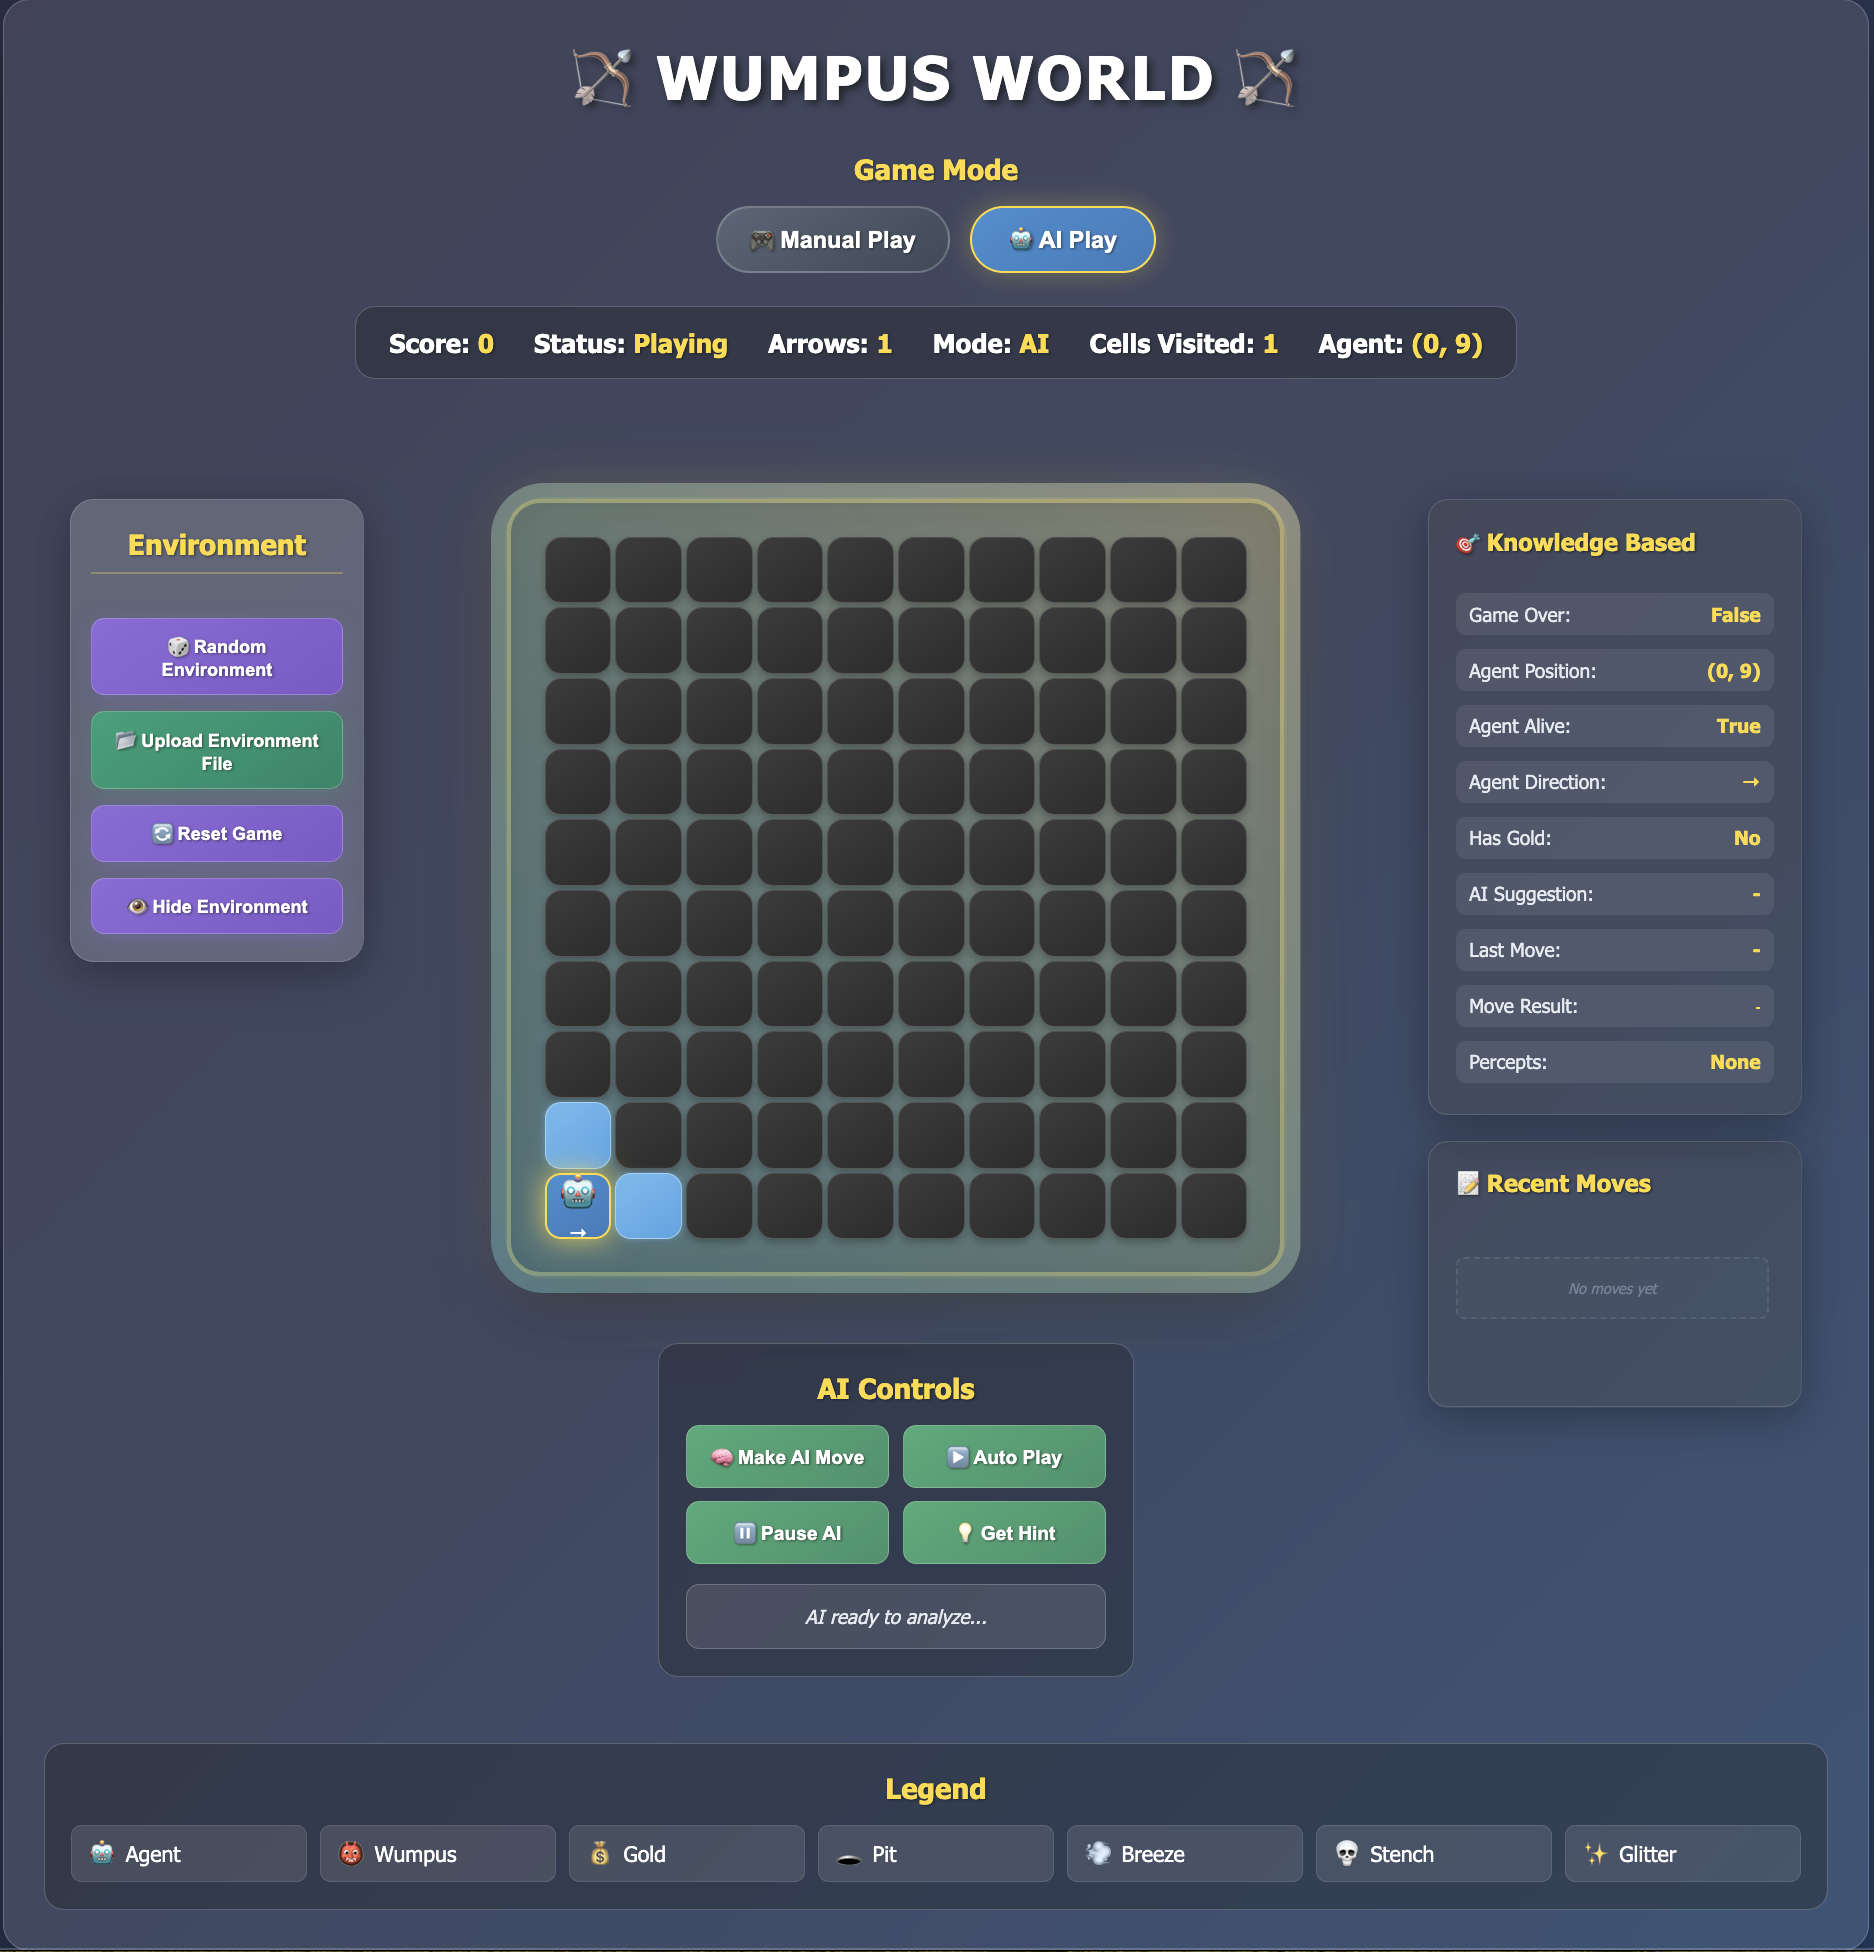 WUMPUS WORLD
Game Mode
Manual Play
AI Play
Score: 0 Status: Playing Arrows: 1 Mode: AI Cells Visited: 1 Agent: (0, 9)
Environment
Random
Environment
Upload Environment
File
Reset Game
Hide Environment
→
Knowledge Based
Game Over: False
Agent Position: (0, 9)
Agent Alive: True
Agent Direction: →
Has Gold: No
AI Suggestion: -
Last Move: -
Move Result: -
Percepts: None
Recent Moves
No moves yet
AI Controls
Make AI Move
Auto Play
Pause AI
Get Hint
AI ready to analyze...
Legend
Agent
Wumpus
Gold
Pit
Breeze
Stench
Glitter